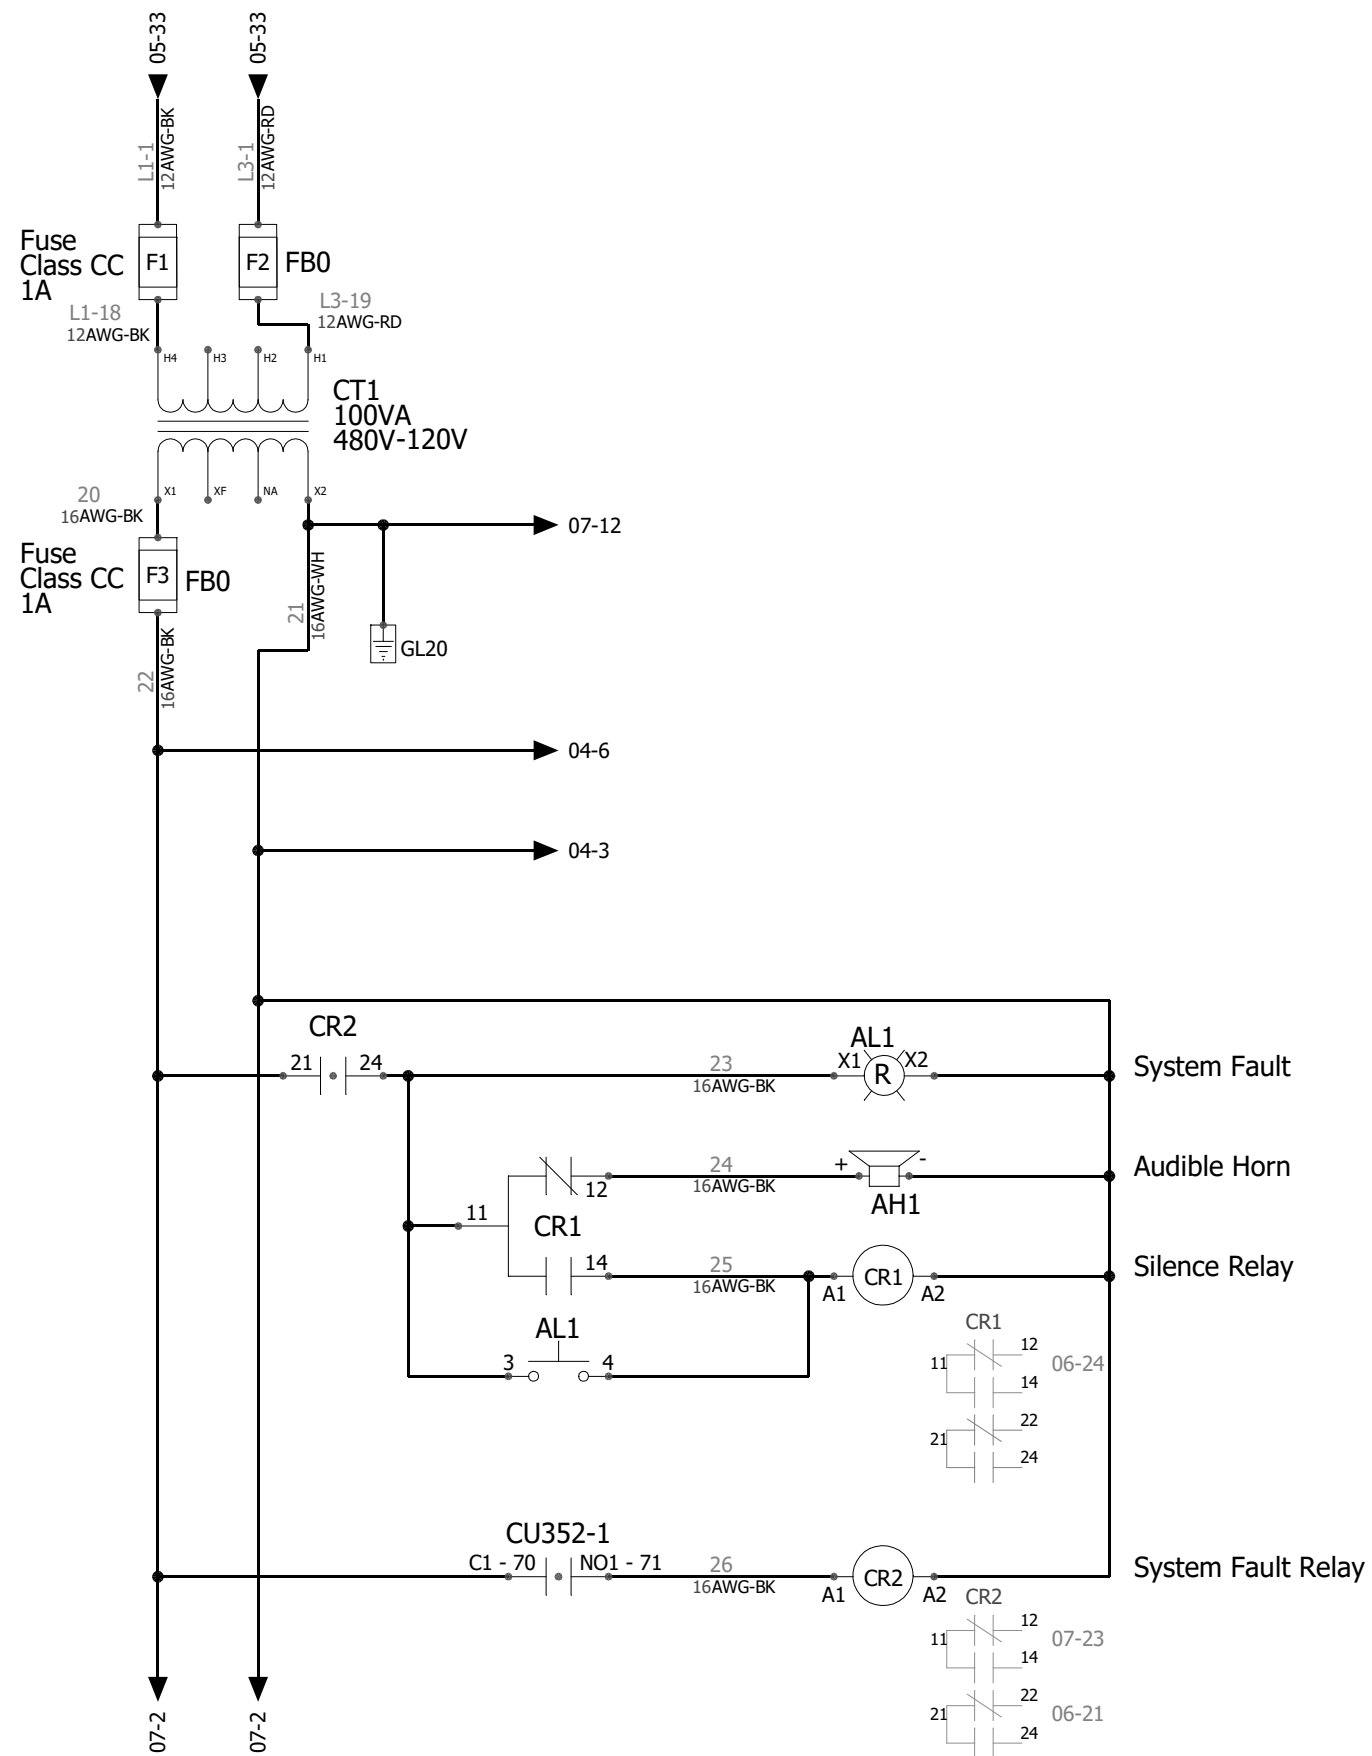 05-33
05-33
L1-1
12AWG-BK
L3-1
12AWG-RD
Fuse
Class CC
1A
F1
F2
FB0
L1-18
12AWG-BK
L3-19
12AWG-RD
H4
H3
H2
H1
CT1
100VA
480V-120V
X1
XF
NA
X2
20
16AWG-BK
07-12
Fuse
Class CC
1A
F3
FB0
21
16AWG-WH
GL20
22
16AWG-BK
04-6
04-3
CR2
21
24
23
16AWG-BK
AL1
X1
R
X2
System Fault
12
24
16AWG-BK
+
-
AH1
Audible Horn
11
CR1
14
25
16AWG-BK
A1
CR1
A2
Silence Relay
AL1
3
4
CR1
11
12
14
06-24
21
22
24
CU352-1
C1 - 70
NO1 - 71
26
16AWG-BK
A1
CR2
A2
System Fault Relay
CR2
11
12
14
07-23
21
22
24
06-21
07-2
07-2